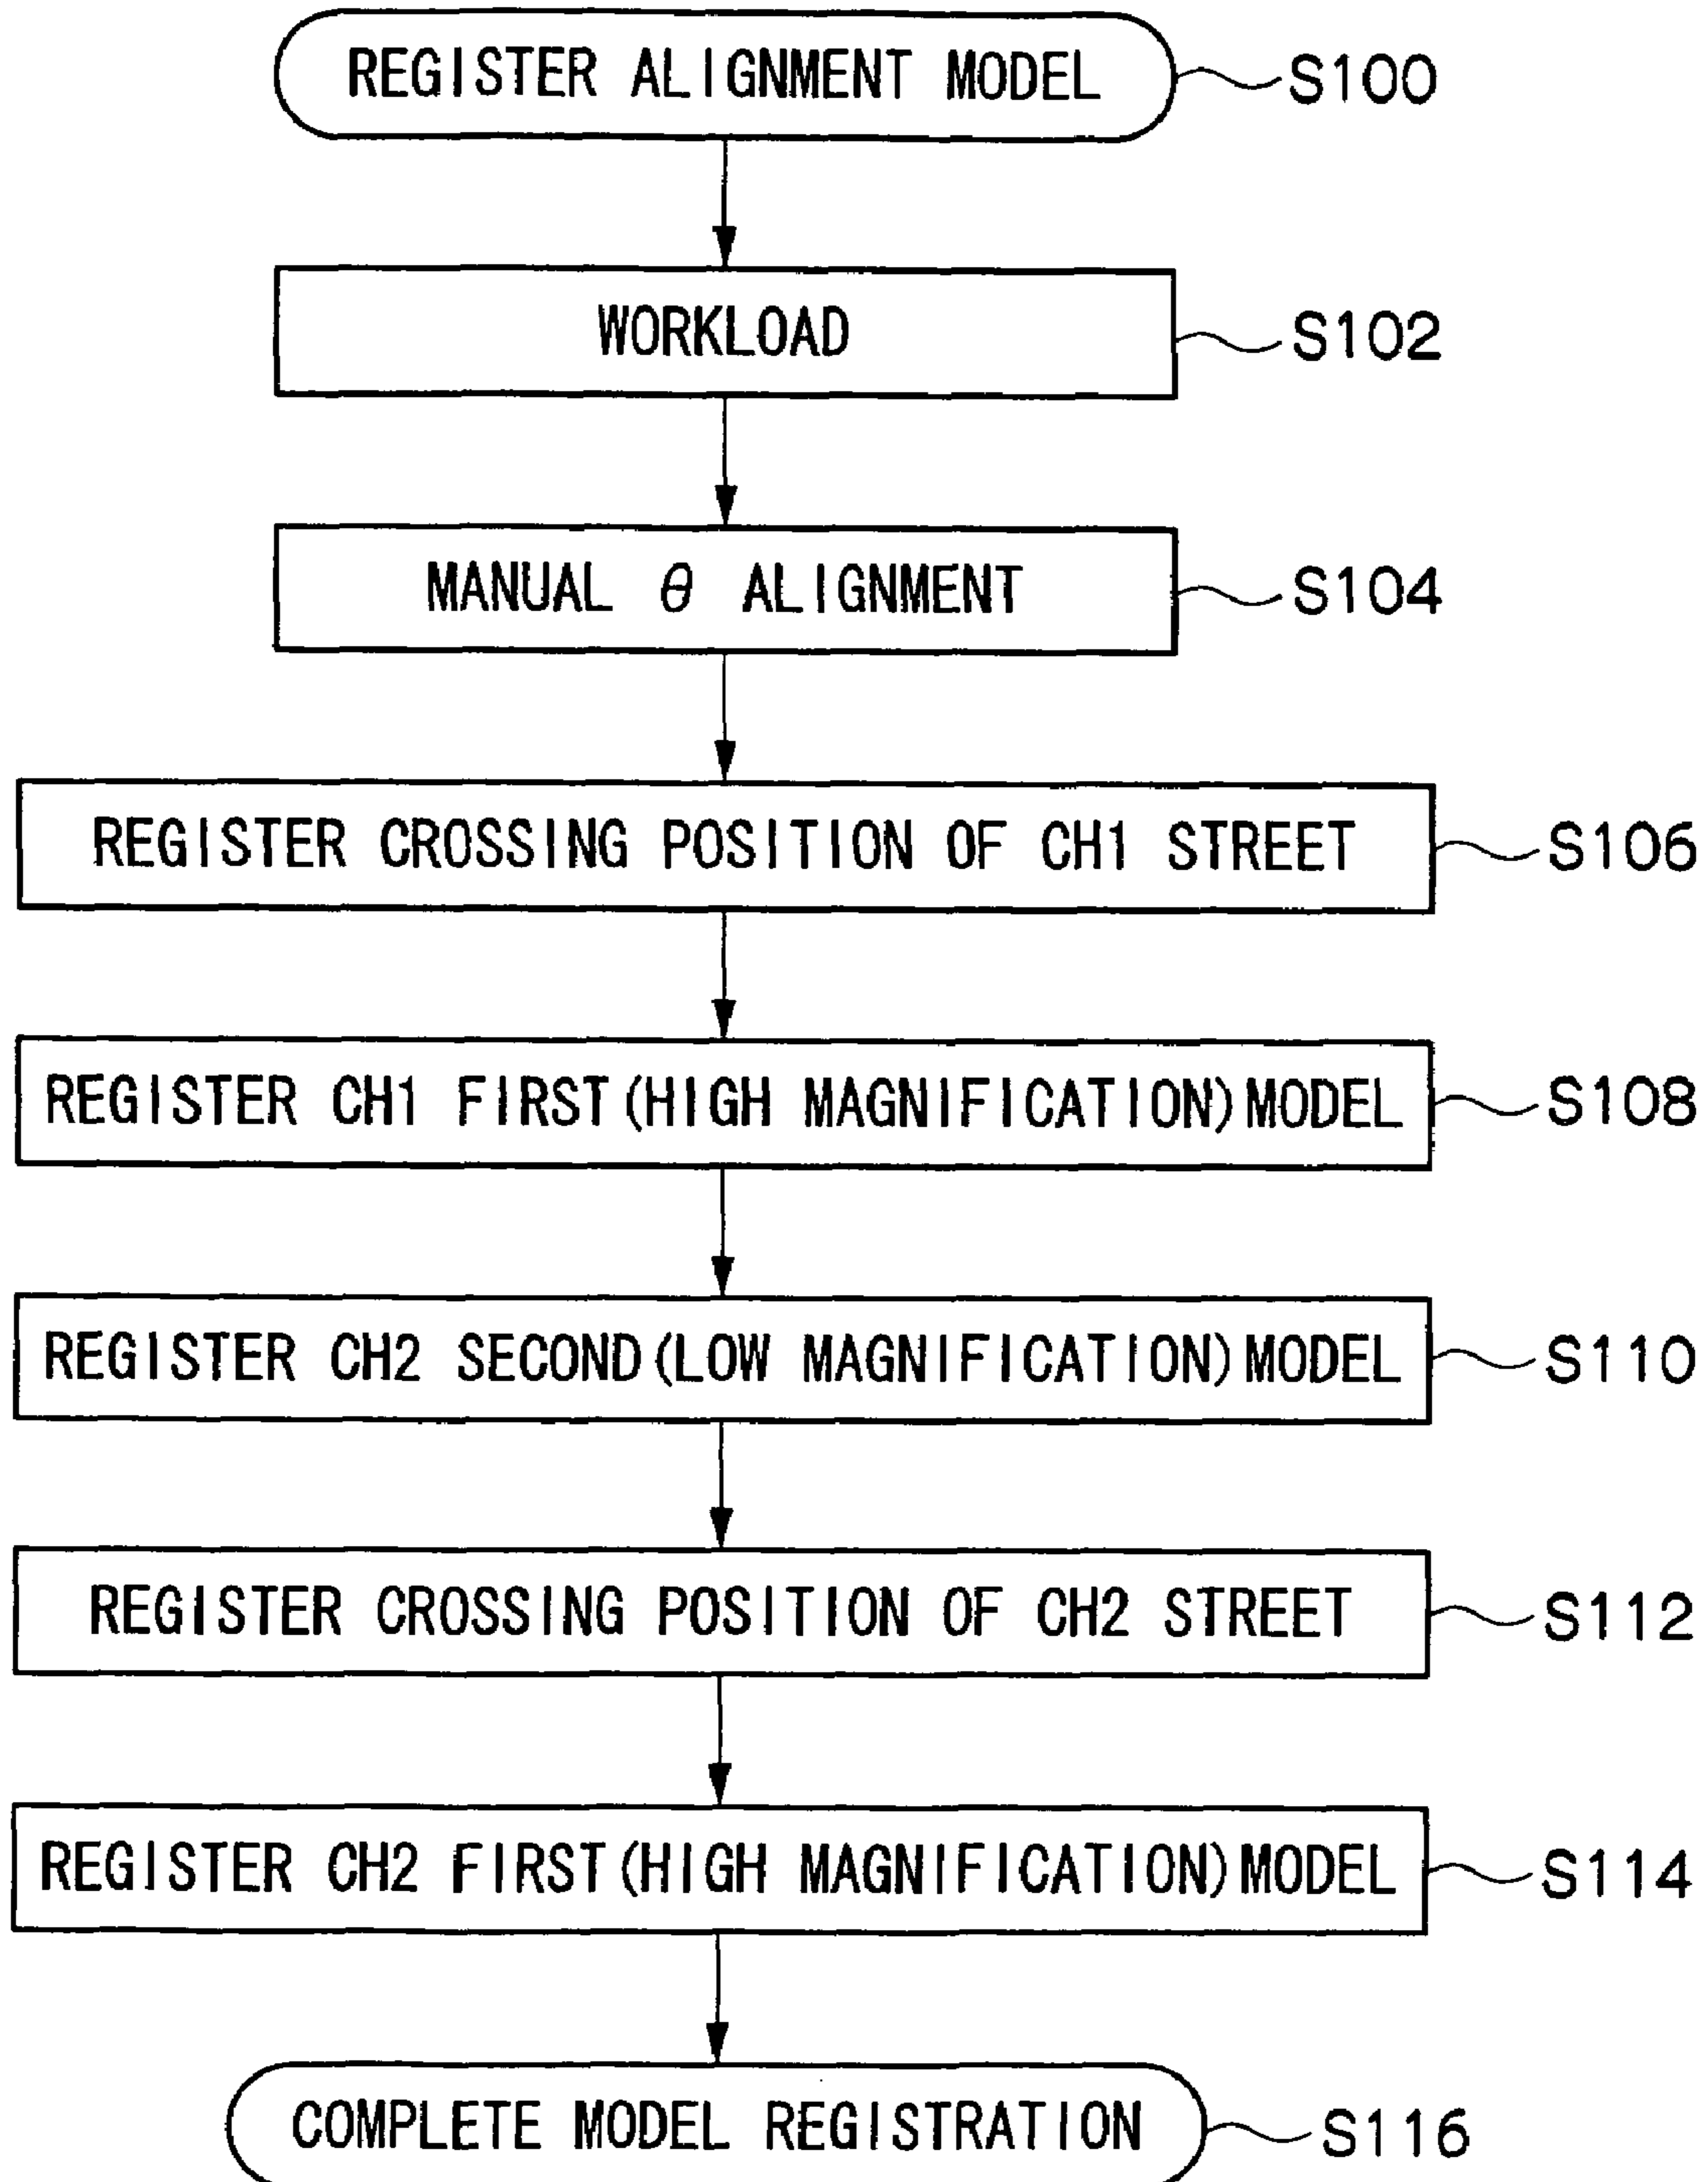 REGISTER ALIGNMENT MODEL S100
WORKLOAD S102
MANUAL θ ALIGNMENT S104
REGISTER CROSSING POSITION OF CH1 STREET S106
REGISTER CH1 FIRST(HIGH MAGNIFICATION)MODEL S108
REGISTER CH2 SECOND(LOW MAGNIFICATION)MODEL S110
REGISTER CROSSING POSITION OF CH2 STREET S112
REGISTER CH2 FIRST(HIGH MAGNIFICATION)MODEL S114
COMPLETE MODEL REGISTRATION S116